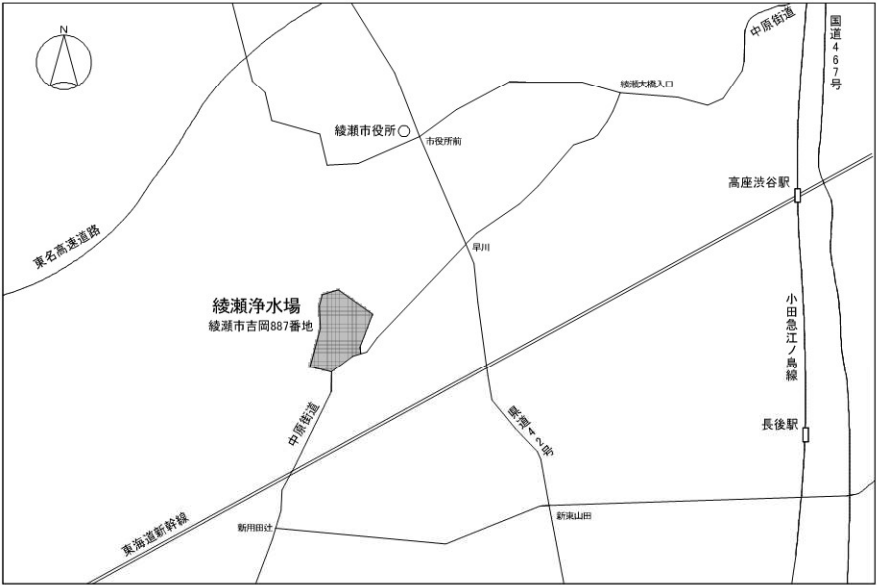 N
中原街道
国道467号
綾瀬大橋入口
綾瀬市役所
市役所前
高座渋谷駅
東名高速道路
早川
綾瀬浄水場
綾瀬市吉岡887番地
小田急江ノ島線
中原街道
県道42号
長後駅
新用田辻
新東山田
東海道新幹線